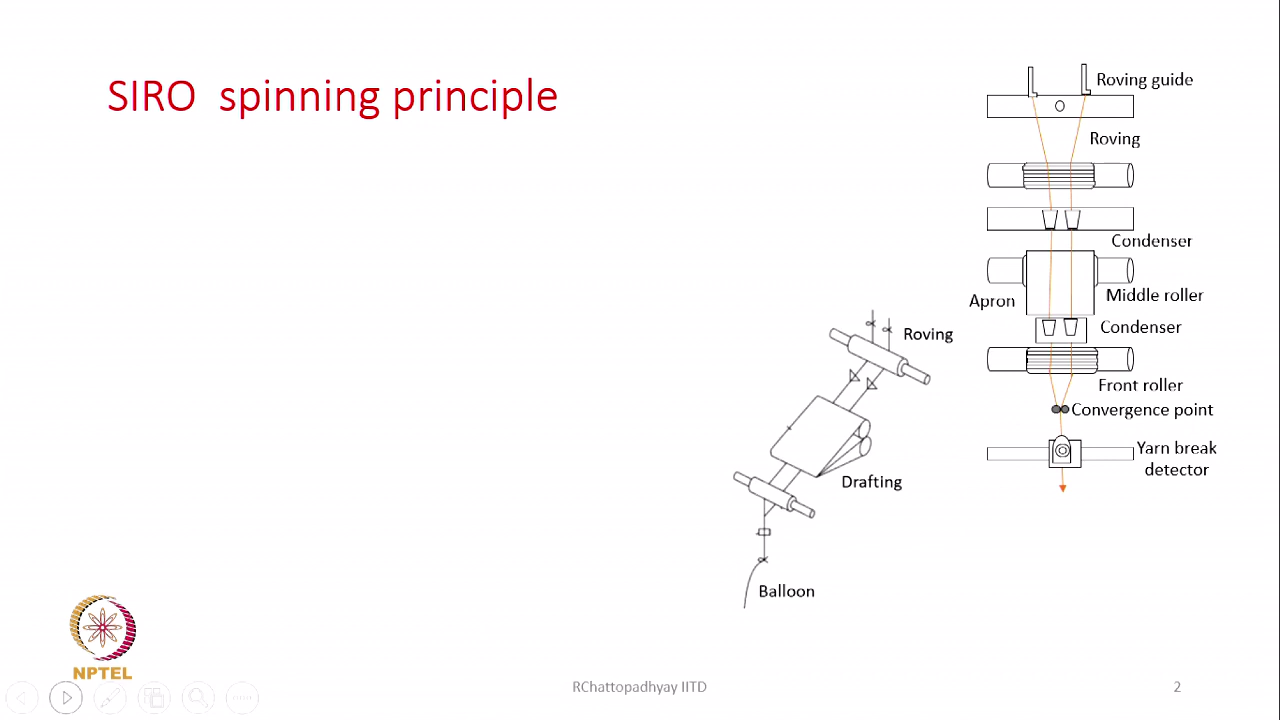 SIRO spinning principle
Roving guide
Roving
Condenser
Apron
Middle roller
Condenser
Front roller
Convergence point
Yarn break
detector
Roving
Drafting
Balloon
NPTEL
RChattopadhyay IITD
2